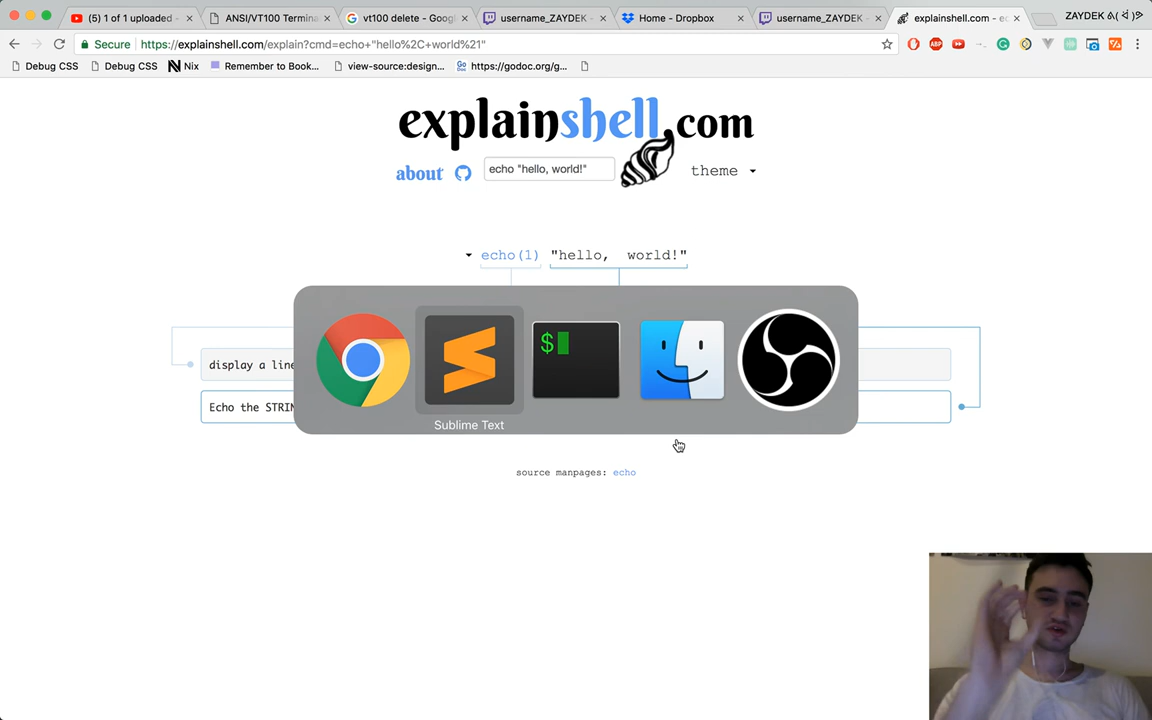 (5) 1 of 1 uploaded -
ANSI/VT100 Termina
vt100 delete - Goog
username_ZAYDEK -
Home - Dropbox
username_ZAYDEK -
explainshell.com - ec
ZAYDEK
Secure
https://explainshell.com/explain?cmd=echo+"hello%2C+world%21"
ABP
Debug CSS
Debug CSS
Nix
Remember to Book...
view-source:design...
Go
https://godoc.org/g...
explainshell.com
about
echo "hello, world!"
theme
echo(1) "hello, world!"
display a line
Echo the STRIN
$
Sublime Text
source manpages: echo